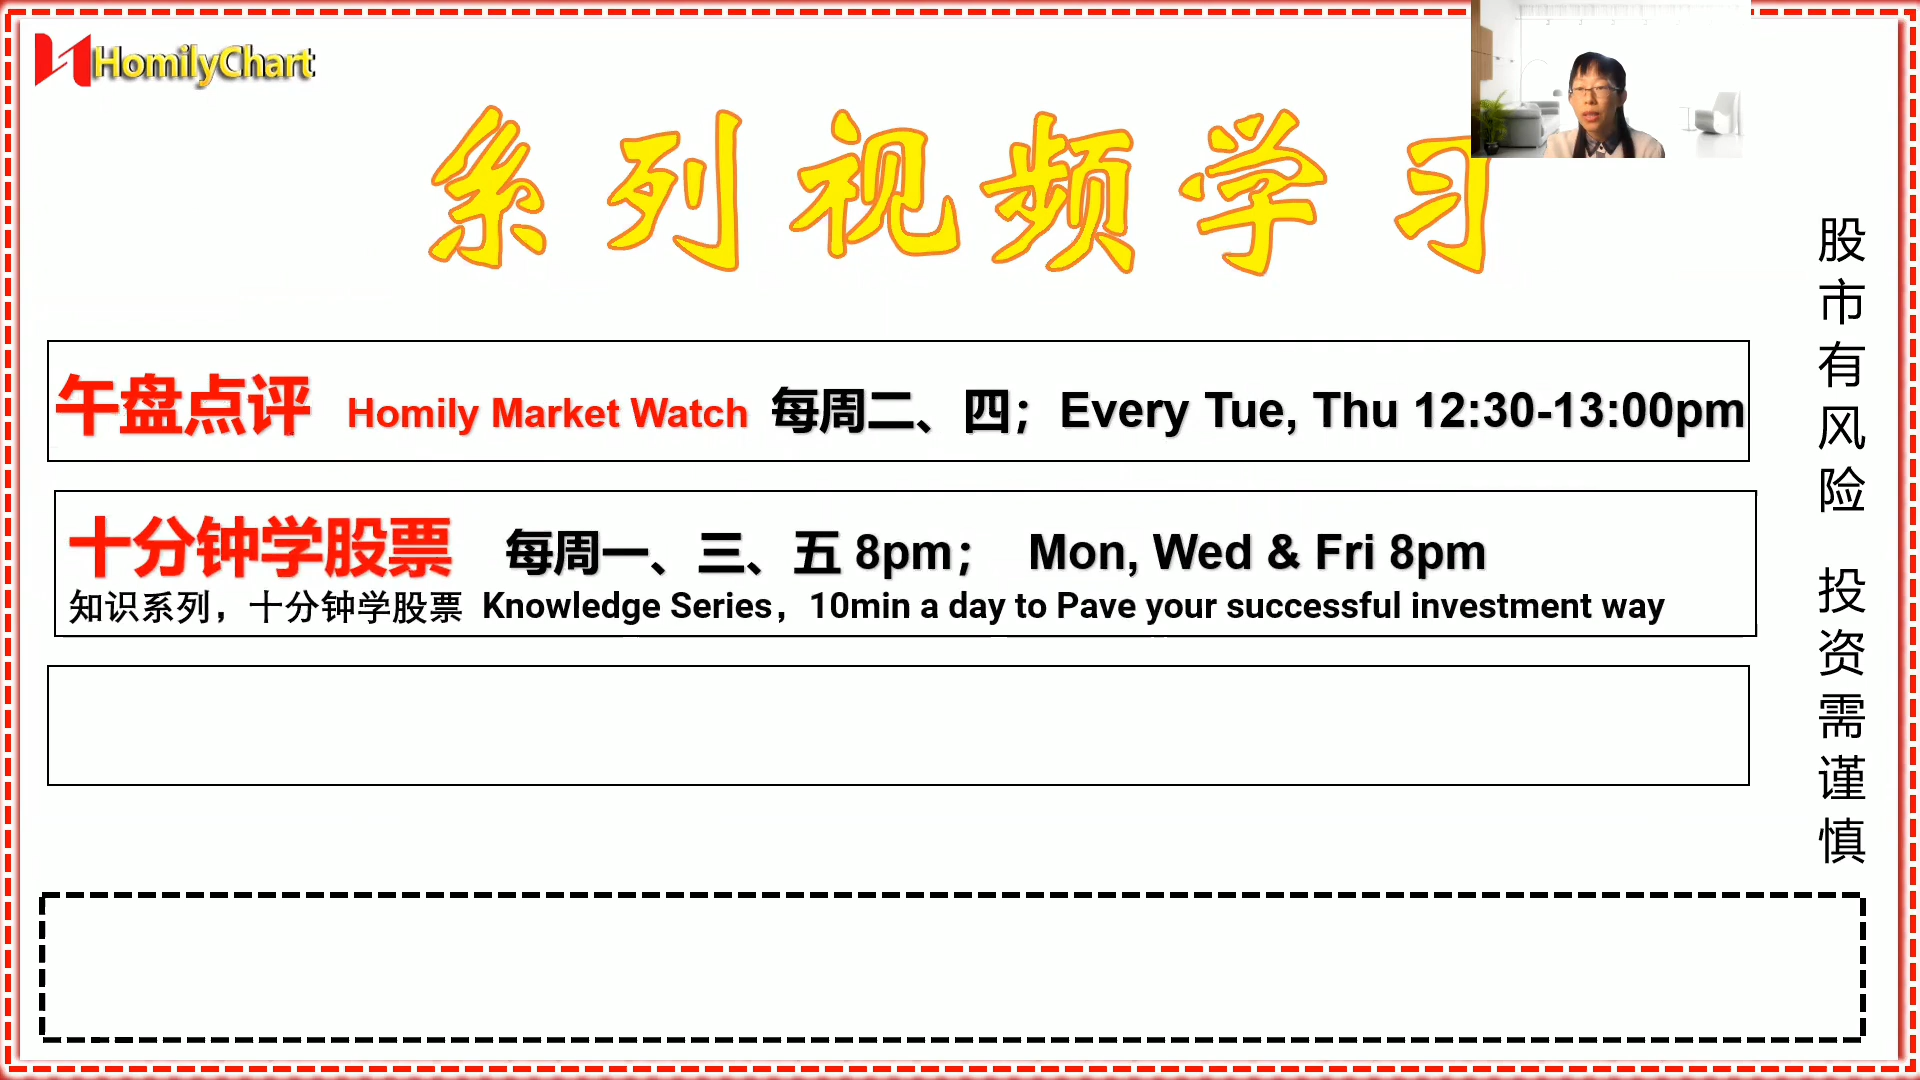 HomilyChart
系列视频学习
午盘点评 Homily Market Watch 每周二、四；Every Tue, Thu 12:30-13:00pm
十分钟学股票 每周一、三、五 8pm； Mon, Wed & Fri 8pm
知识系列，十分钟学股票 Knowledge Series，10min a day to Pave your successful investment way
股市有风险 投资需谨慎